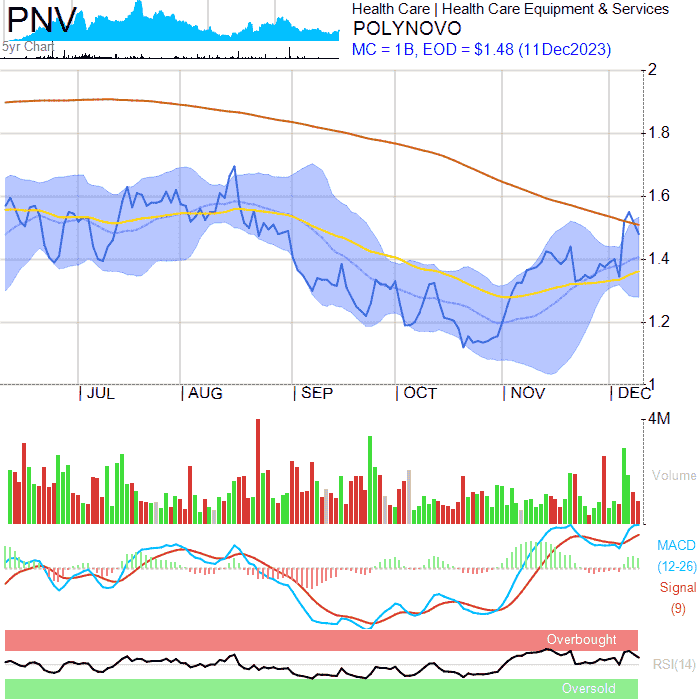 PNV
Health Care | Health Care Equipment & Services
POLYNOVO
5yr Chart
MC = 1B, EOD = $1.48 (11Dec2023)
2
1.8
1.6
1.4
1.2
1
| JUL | AUG | SEP | OCT | NOV | DEC
4M
Volume
MACD
(12-26)
Signal
(9)
Overbought
RSI(14)
Oversold